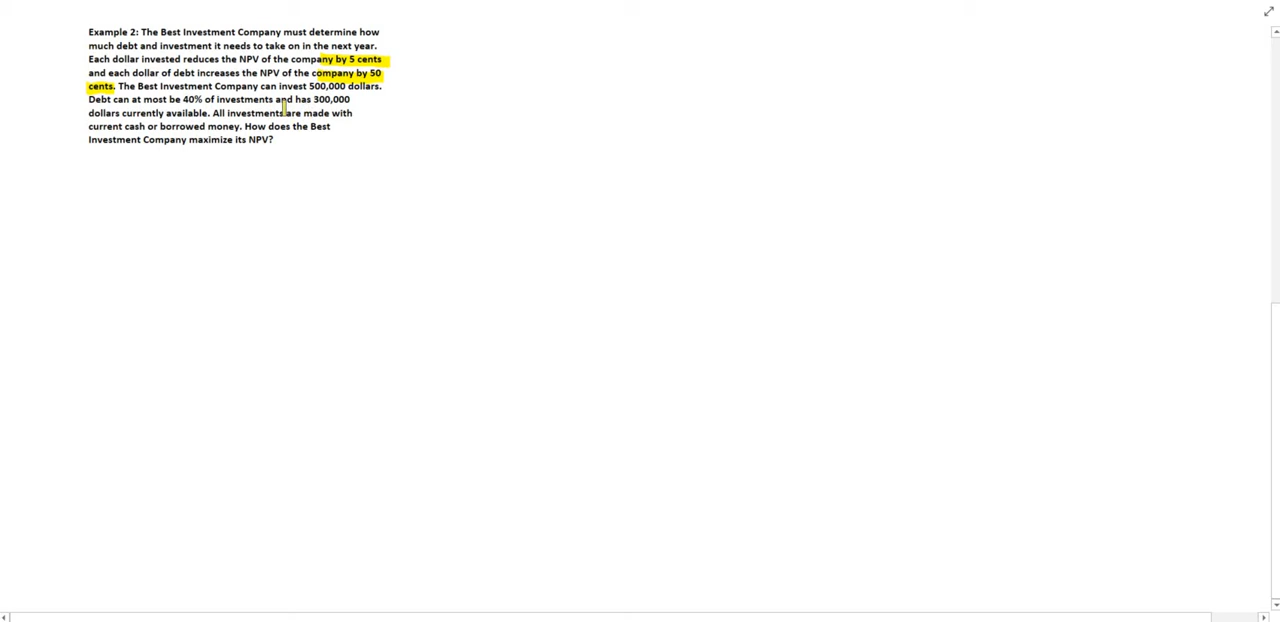 Example 2: The Best Investment Company must determine how
much debt and investment it needs to take on in the next year.
Each dollar invested reduces the NPV of the company by 5 cents
and each dollar of debt increases the NPV of the company by 50
cents. The Best Investment Company can invest 500,000 dollars.
Debt can at most be 40% of investments and has 300,000
dollars currently available. All investments are made with
current cash or borrowed money. How does the Best
Investment Company maximize its NPV?